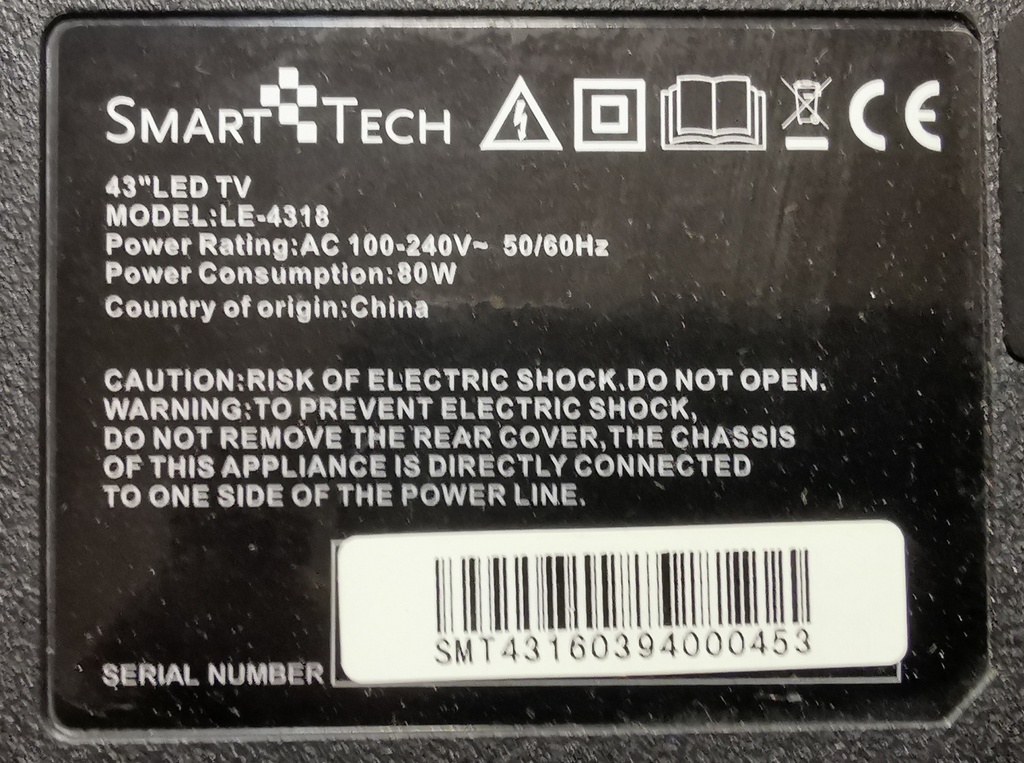 SMART TECH
43"LED TV
MODEL:LE-4318
Power Rating:AC 100-240V~ 50/60Hz
Power Consumption:80W
Country of origin:China
CAUTION:RISK OF ELECTRIC SHOCK.DO NOT OPEN.
WARNING:TO PREVENT ELECTRIC SHOCK,
DO NOT REMOVE THE REAR COVER,THE CHASSIS
OF THIS APPLIANCE IS DIRECTLY CONNECTED
TO ONE SIDE OF THE POWER LINE.
SMT43160394000453
SERIAL NUMBER